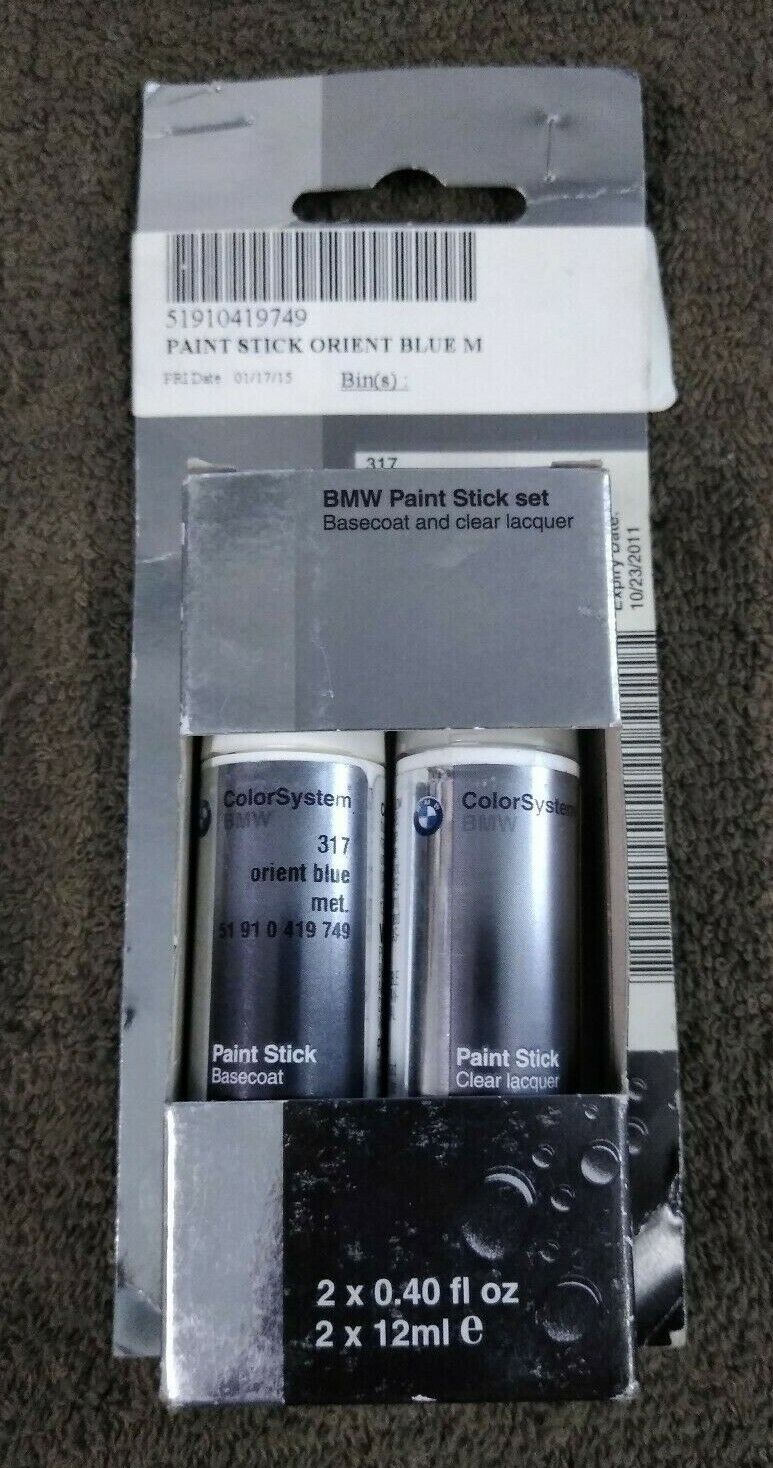 51910419749
PAINT STICK ORIENT BLUE M
PRI Date 01/17/15 Bin(s) :
317
BMW Paint Stick set
Basecoat and clear lacquer
Expiry Date:
10/23/2011
ColorSystem
BMW
317
orient blue
met.
51 91 0 419 749
Paint Stick
Basecoat
ColorSystem
BMW
Paint Stick
Clear lacquer
2 x 0.40 fl oz
2 x 12ml e